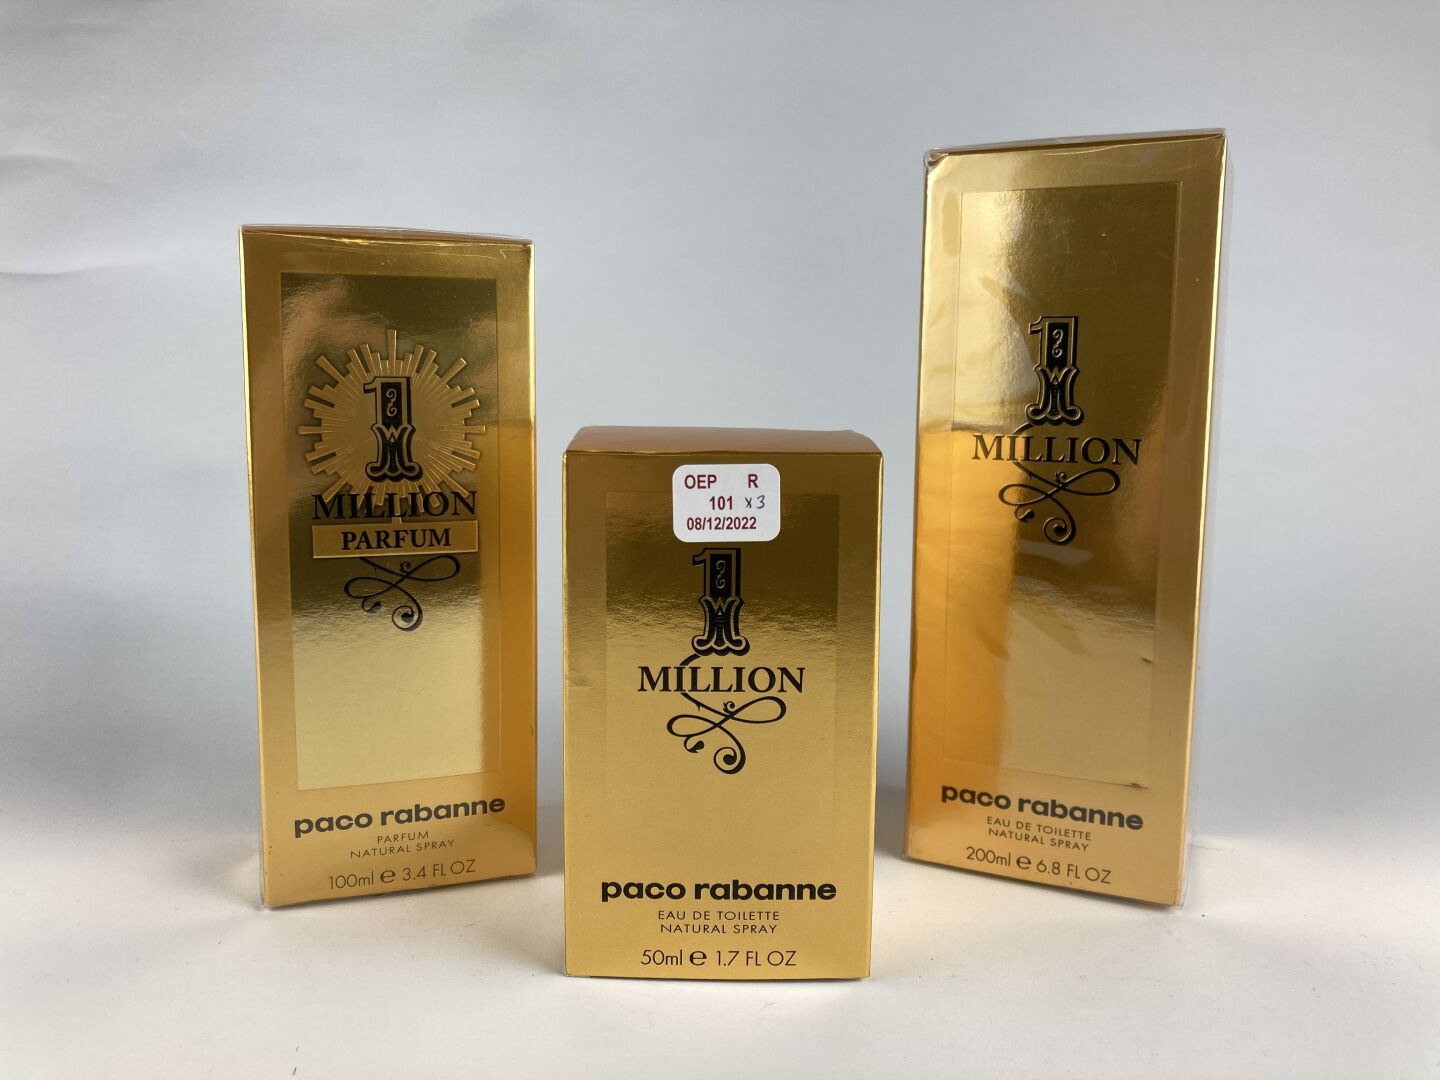 1
MILLION
PARFUM
paco rabanne
PARFUM
NATURAL SPRAY
100ml e 3.4 FL OZ
OEP R
101 x3
08/12/2022
1
MILLION
paco rabanne
EAU DE TOILETTE
NATURAL SPRAY
50ml e 1.7 FL OZ
1
MILLION
paco rabanne
EAU DE TOILETTE
NATURAL SPRAY
200ml e 6.8 FL OZ